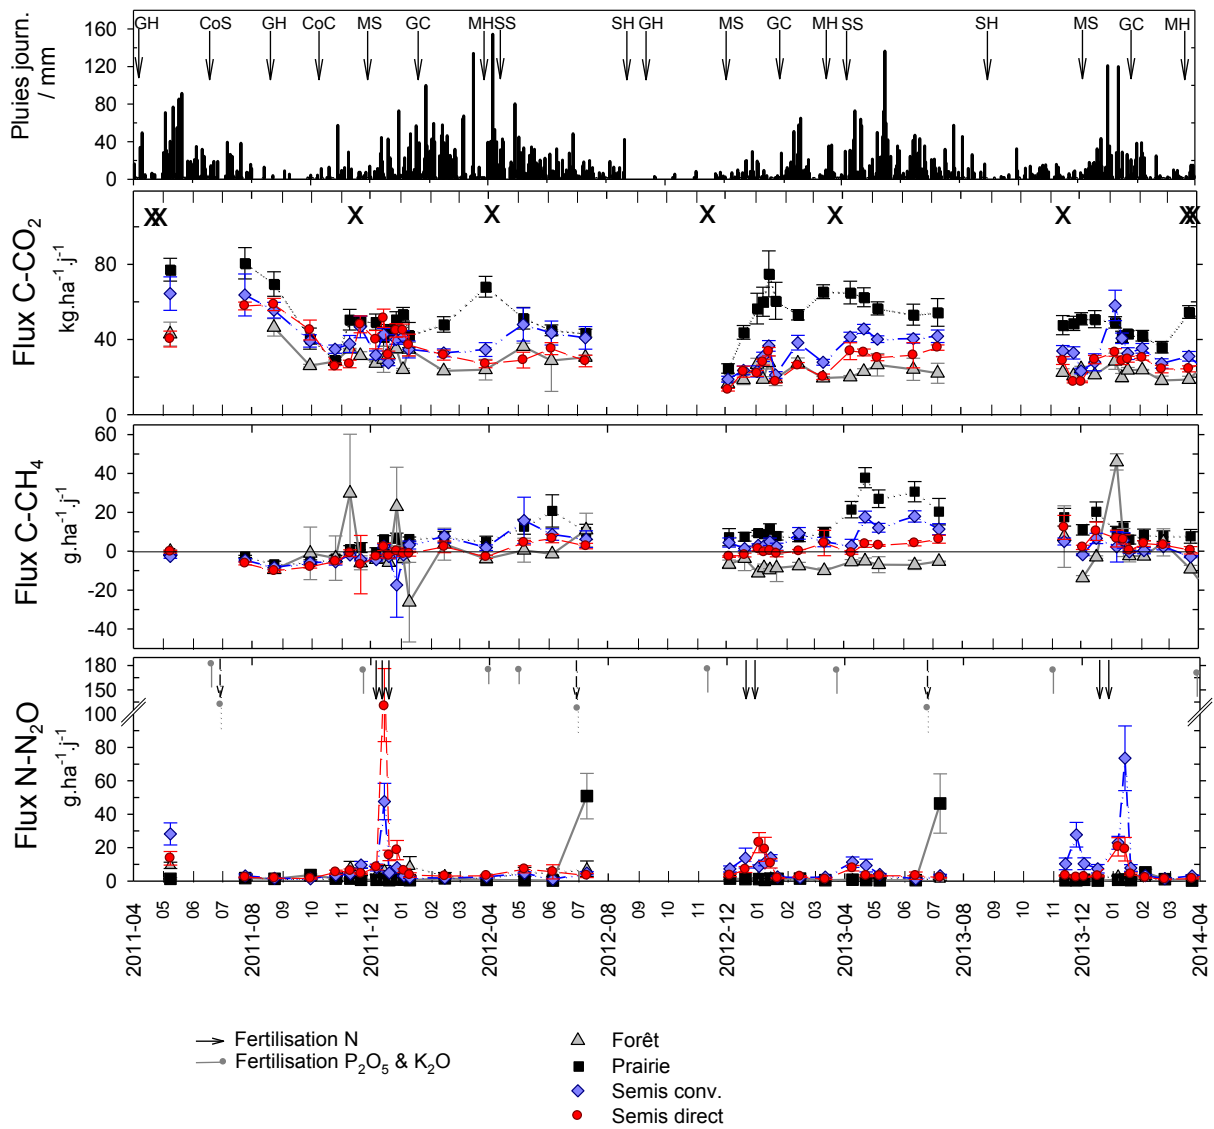 GH CoS GH CoC MS GC MH SS SH GH MS GC MH SS SH MS GC MH
Pluies journ.
/ mm
160
120
80
40
0
X X X X X X X X X
Flux C-CO2
kg.ha-1.j-1
80
40
0
Flux C-CH4
g.ha-1.j-1
60
40
20
0
-20
-40
Flux N-N2O
g.ha-1.j-1
180
150
100
80
60
40
20
0
2011-04 05 07 2011-08 09 10 11 2011-12 01 02 03 2012-04 05 06 07 2012-08 09 10 11 2012-12 01 02 03 2013-04 05 06 07 2013-08 09 10 11 2013-12 01 02 03 2014-04
Fertilisation N
Fertilisation P2O5 & K2O
Forêt
Prairie
Semis conv.
Semis direct